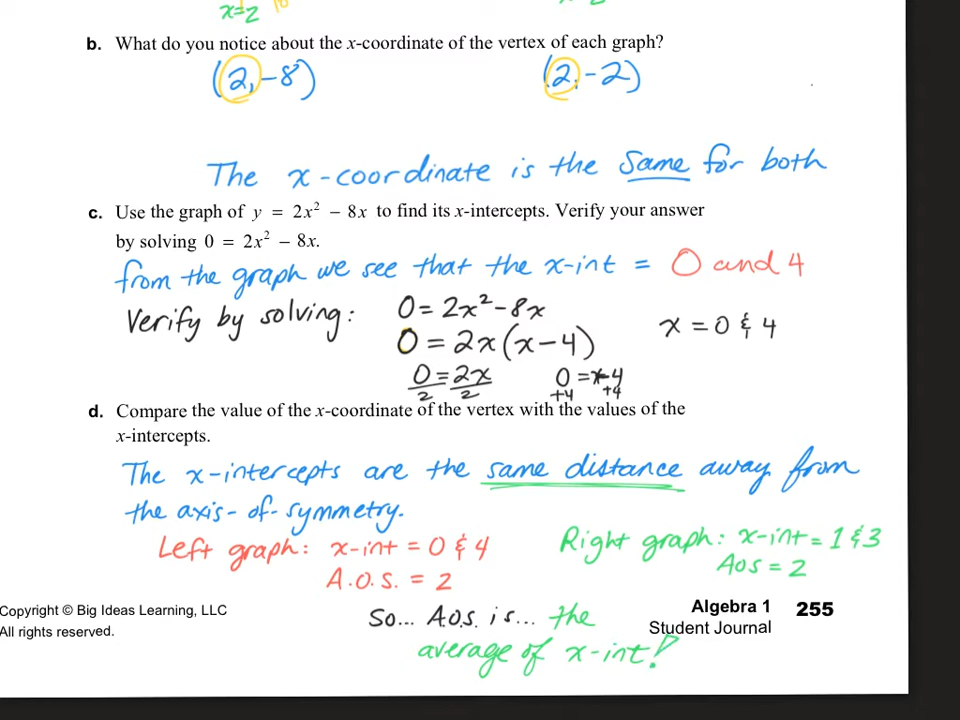 x=2
b. What do you notice about the x-coordinate of the vertex of each graph?
(2,-8) (2,-2)
The x-coordinate is the same for both
c. Use the graph of y = 2x² − 8x to find its x-intercepts. Verify your answer
by solving 0 = 2x² − 8x.
from the graph we see that the x-int = 0 and 4
Verify by solving: 0 = 2x²-8x
0 = 2x(x-4) x = 0 & 4
0 = 2x 0 = x-4
2 2 +4 +4
d. Compare the value of the x-coordinate of the vertex with the values of the
x-intercepts.
The x-intercepts are the same distance away from
the axis-of-symmetry.
Left graph: x-int = 0 & 4 Right graph: x-int = 1 & 3
A.O.S. = 2 AOS = 2
Copyright © Big Ideas Learning, LLC Algebra 1 255
All rights reserved. Student Journal
So... A.O.S. is... the
average of x-int!